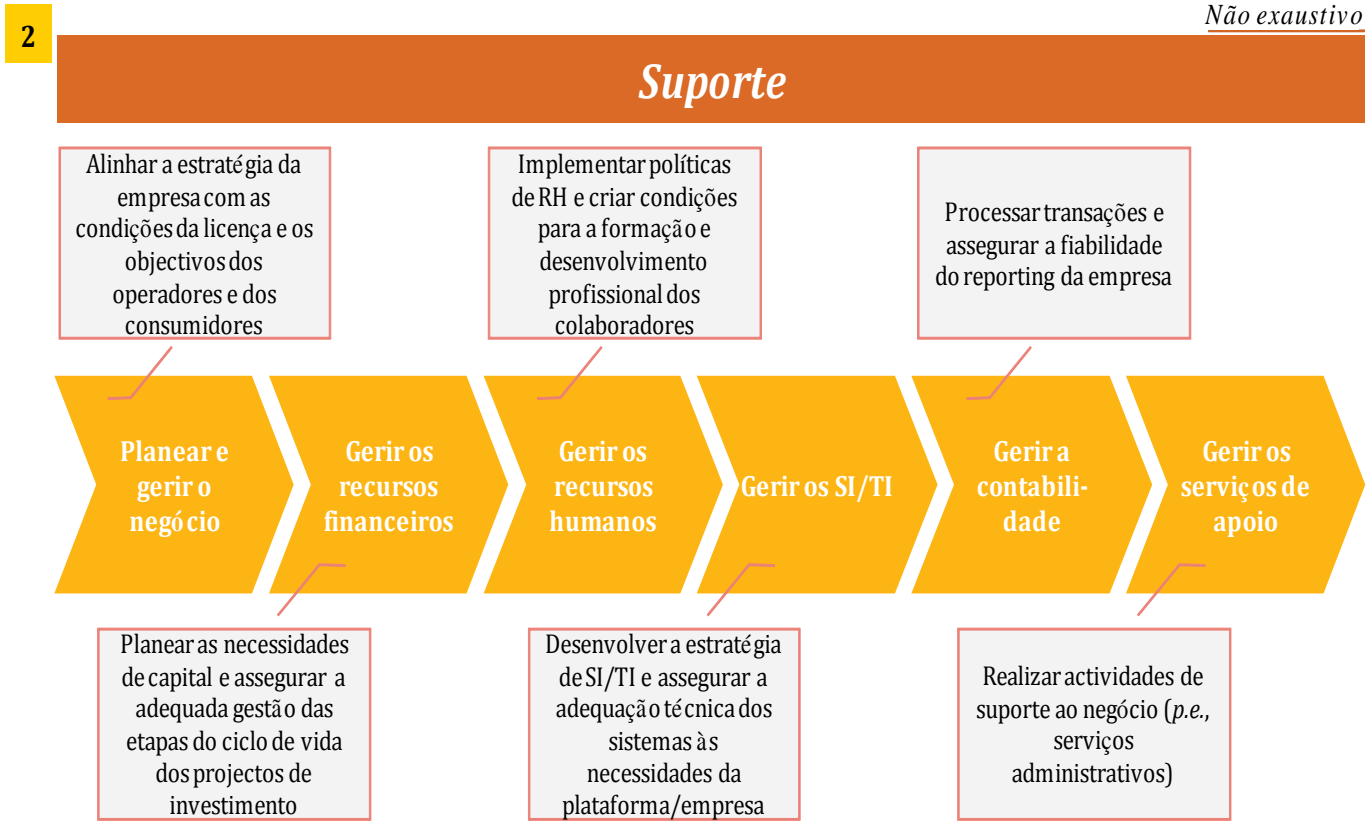 Não exaustivo
2
Suporte
Alinhar a estratégia da
empresa com as
condições da licença e os
objectivos dos
operadores e dos
consumidores
Implementar políticas
de RH e criar condições
para a formação e
desenvolvimento
profissional dos
colaboradores
Processar transações e
assegurar a fiabilidade
do reporting da empresa
Planear e
gerir o
negócio
Gerir os
recursos
financeiros
Gerir os
recursos
humanos
Gerir os SI/TI
Gerir a
contabili-
dade
Gerir os
serviços de
apoio
Planear as necessidades
de capital e assegurar a
adequada gestão das
etapas do ciclo de vida
dos projectos de
investimento
Desenvolver a estratégia
de SI/TI e assegurar a
adequação técnica dos
sistemas às
necessidades da
plataforma/empresa
Realizar actividades de
suporte ao negócio (p.e.,
serviços
administrativos)